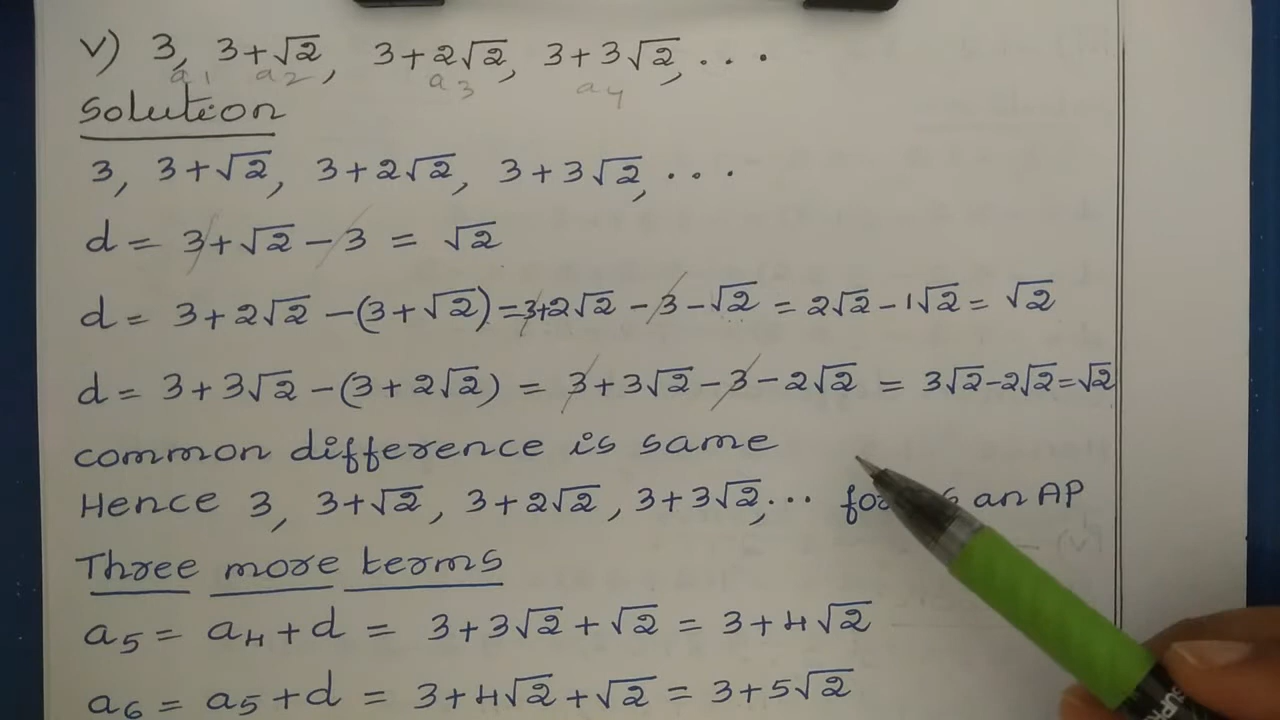 v) 3, 3+√2, 3+2√2, 3+3√2, ...
a1 a2 a3 a4
Solution
3, 3+√2, 3+2√2, 3+3√2, ...
d = 3+√2-3 = √2
d = 3+2√2-(3+√2) = 3+2√2-3-√2 = 2√2-1√2 = √2
d = 3+3√2-(3+2√2) = 3+3√2-3-2√2 = 3√2-2√2=√2
common difference is same
Hence 3, 3+√2, 3+2√2, 3+3√2, ... an AP
Three more terms
a5 = a4+d = 3+3√2+√2 = 3+4√2
a6 = a5+d = 3+4√2+√2 = 3+5√2